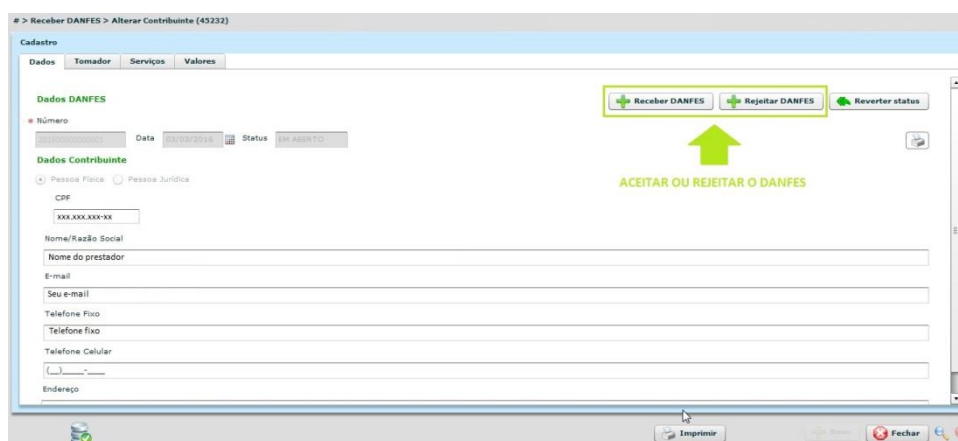 # > Receber DANFES > Alterar Contribuinte (45232)
Cadastro
Dados Tomador Serviços Valores
Dados DANFES
Receber DANFES Rejeitar DANFES Reverter status
Número
Data 03/03/2016 Status EM ABERTO
Dados Contribuinte
Pessoa Física Pessoa Jurídica
ACEITAR OU REJEITAR O DANFES
CPF
xxx.xxx.xxx-xx
Nome/Razão Social
Nome do prestador
E-mail
Seu e-mail
Telefone Fixo
Telefone fixo
Telefone Celular
(__)____-____
Endereço
Imprimir Fechar